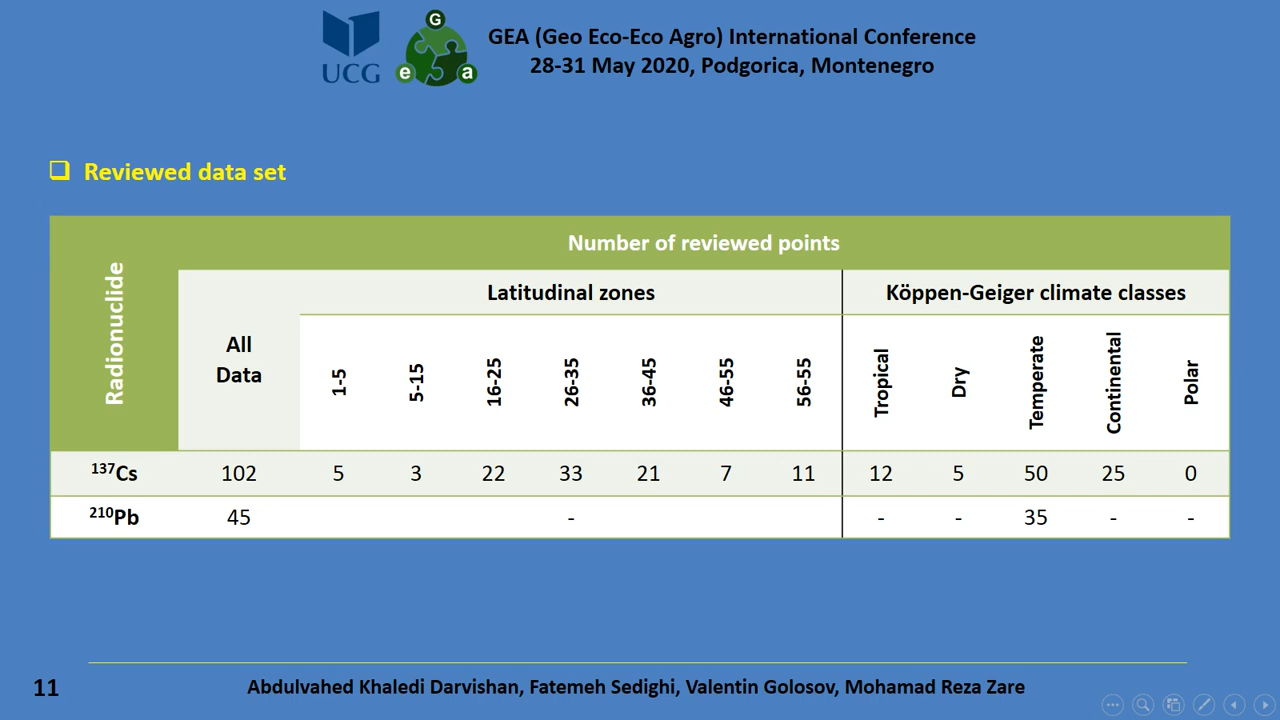 UCG
G
e
a
GEA (Geo Eco-Eco Agro) International Conference
28-31 May 2020, Podgorica, Montenegro
Reviewed data set
Radionuclide
Number of reviewed points
All
Data
Latitudinal zones
Köppen-Geiger climate classes
1-5
5-15
16-25
26-35
36-45
46-55
56-55
Tropical
Dry
Temperate
Continental
Polar
137Cs 102 5 3 22 33 21 7 11 12 5 50 25 0
210Pb 45 - - - 35 - -
11
Abdulvahed Khaledi Darvishan, Fatemeh Sedighi, Valentin Golosov, Mohamad Reza Zare